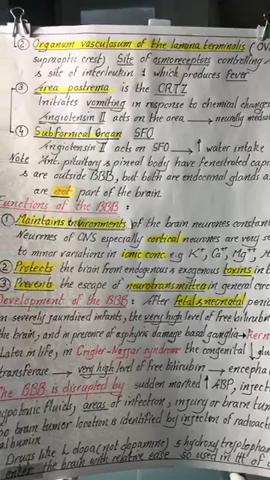 ② Organum vasculosum of the lamina terminalis (OV
supraoptic crest) Site of osmoreceptors controlling
s site of interleukin 1 which produces fever
③ Area postrema is the CRTZ
Initiates vomiting in response to chemical changes
Angiotensin II acts on the area → neurally media
④ Subfornical organ SFO
Angiotensin II acts on SFO → ↑ water intake
Note Ant. pituitary s pineal body have fenestrated capi
s are outside BBB, but both are endocrinal glands a
are not part of the brain
Functions of the BBB:
① Maintains environments of the brain neurones constan
Neurones of CNS especially cortical neurones are very se
to minor variations in ionic conc. e.g K⁺, Ca⁺, Mg⁺⁺, H
② Protects the brain from endogenous s exogenous toxins in t
③ Prevents the escape of neurotransmitters in general circu
Development of the BBB: After fetal s neonatal perio
in severely jaundiced infants, the very high level of free bilirubin
the brain, and in presence of asphyxic damage basal ganglia → Kern
Later in life, in Crigler-Najjar syndrome the congenital ↓ glu
transferase → very high level of free bilirubin → encephal
The BBB is disrupted by sudden marked ↑ ABP, inject
hypotonic fluids, areas of infection, injury or brain tum
so brain tumor location is identified by injection of radioac
albumin
Drugs like L dopa (not dopamine) s 5 hydroxytryptophan
enter the brain with relative ease so used in ttt of